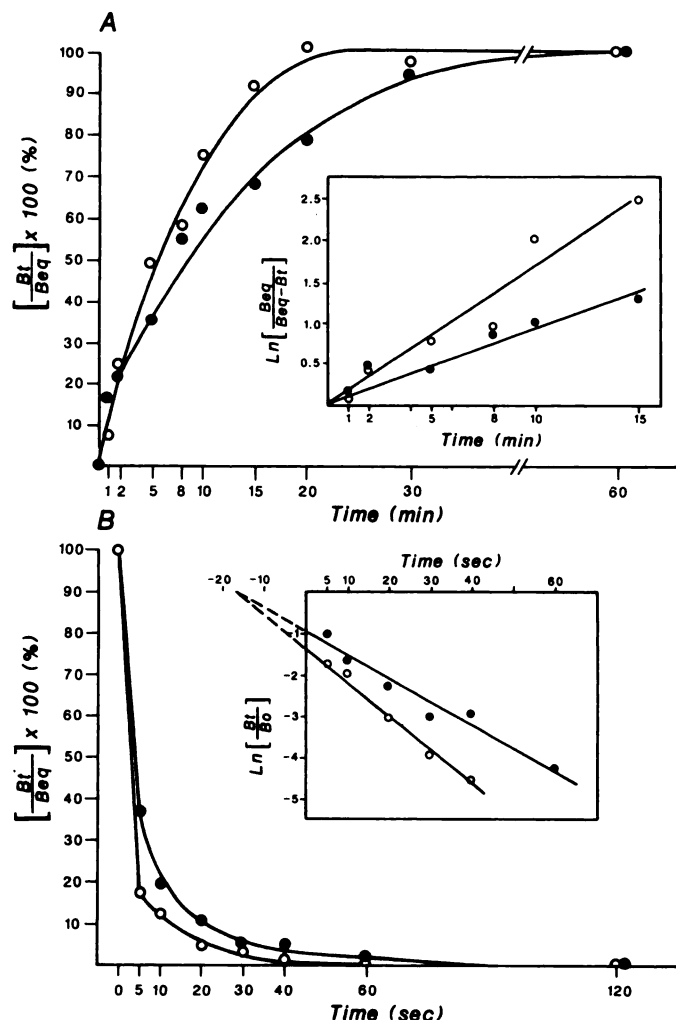 A
[Bt/Beq] x 100 (%)
100
90
80
70
60
50
40
30
20
10
1 2 5 8 10 15 20 30 60
Time (min)
Ln[Beq/Beq-Bt]
2.5
2.0
1.5
1.0
0.5
1 2 5 8 10 15
Time (min)
B
[Bt/Beq] x 100 (%)
100
90
80
70
60
50
40
30
20
10
0 5 10 20 30 40 60 120
Time (sec)
Time (sec)
-20 -10 5 10 20 30 40 60
Ln[Bt/Bo]
-1
-2
-3
-4
-5